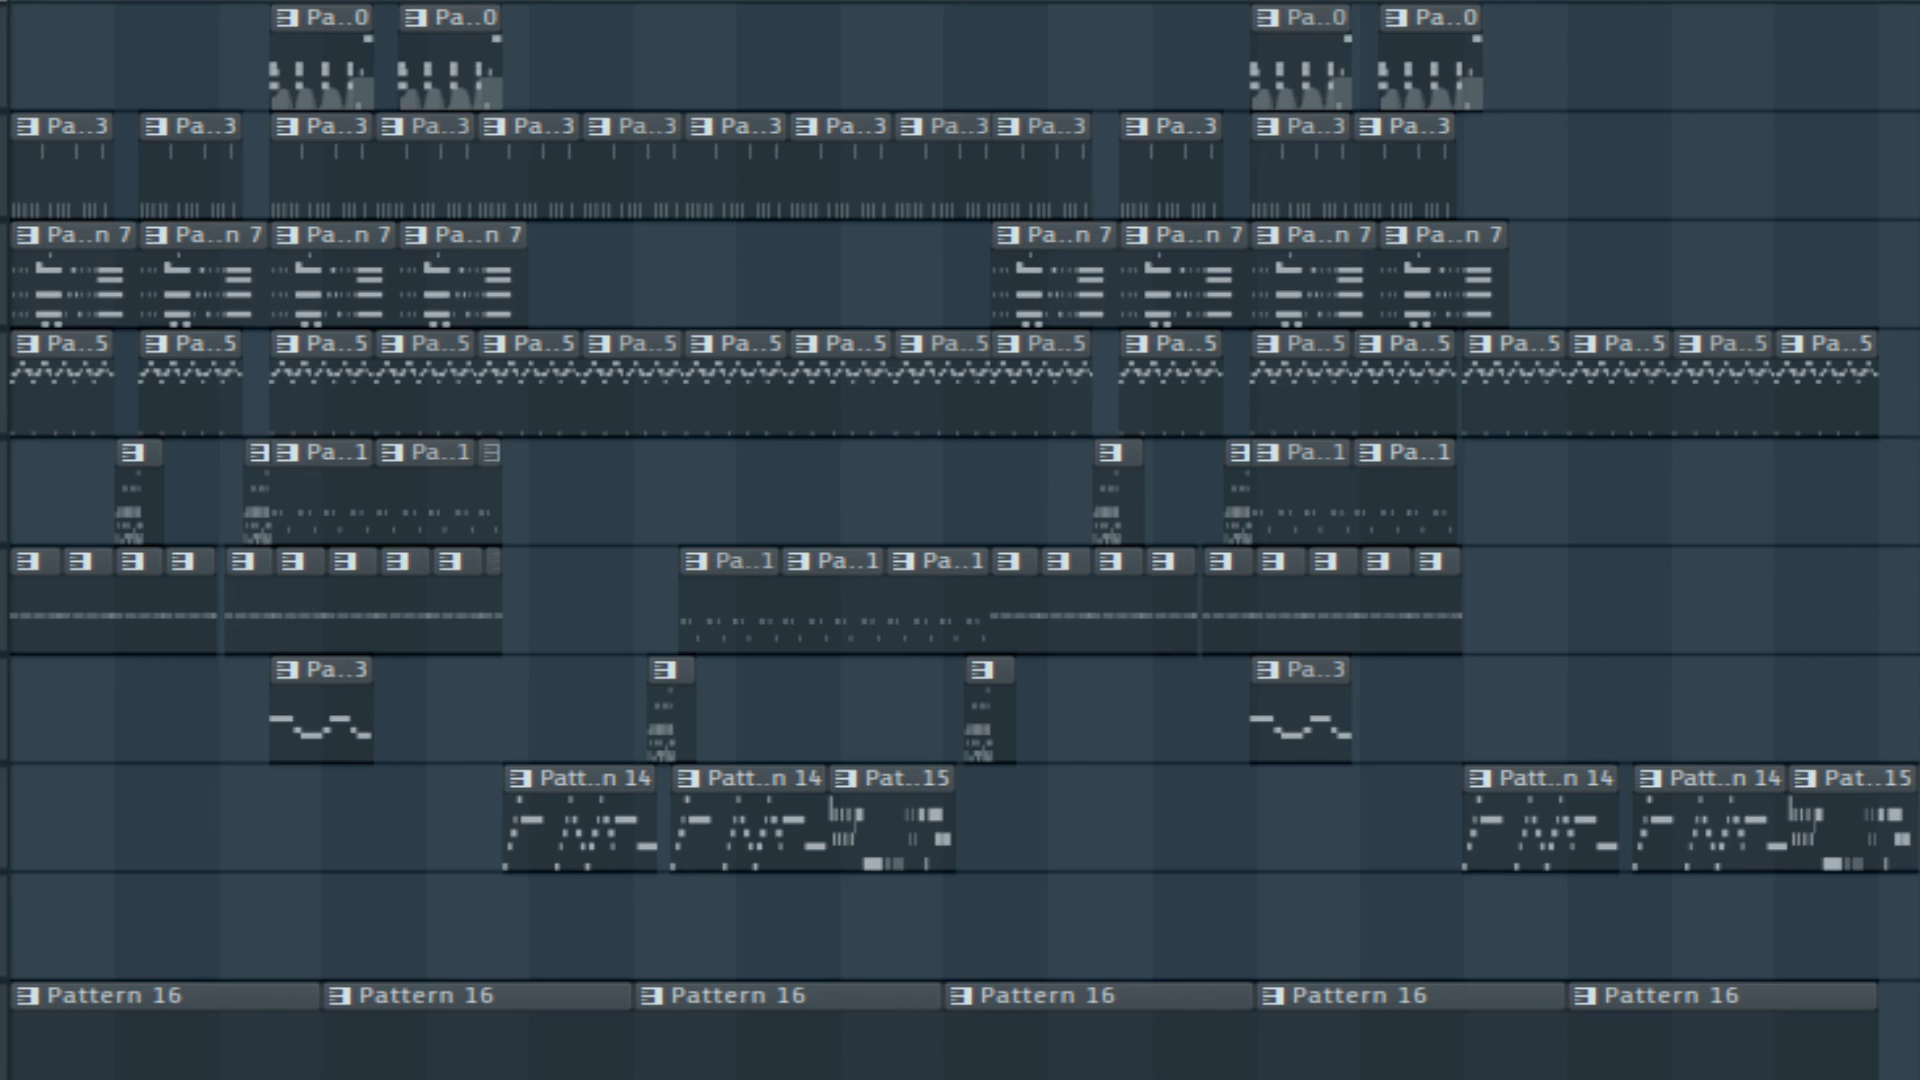 Pa..0 Pa..0 Pa..0 Pa..0
Pa..3 Pa..3 Pa..3 Pa..3 Pa..3 Pa..3 Pa..3 Pa..3 Pa..3 Pa..3 Pa..3 Pa..3 Pa..3
Pa..n 7 Pa..n 7 Pa..n 7 Pa..n 7 Pa..n 7 Pa..n 7 Pa..n 7 Pa..n 7
Pa..5 Pa..5 Pa..5 Pa..5 Pa..5 Pa..5 Pa..5 Pa..5 Pa..5 Pa..5 Pa..5 Pa..5 Pa..5 Pa..5 Pa..5 Pa..5 Pa..5
Pa..1 Pa..1 Pa..1 Pa..1
Pa..1 Pa..1 Pa..1
Pa..3 Pa..3
Patt..n 14 Patt..n 14 Pat..15 Patt..n 14 Patt..n 14 Pat..15
Pattern 16 Pattern 16 Pattern 16 Pattern 16 Pattern 16 Pattern 16